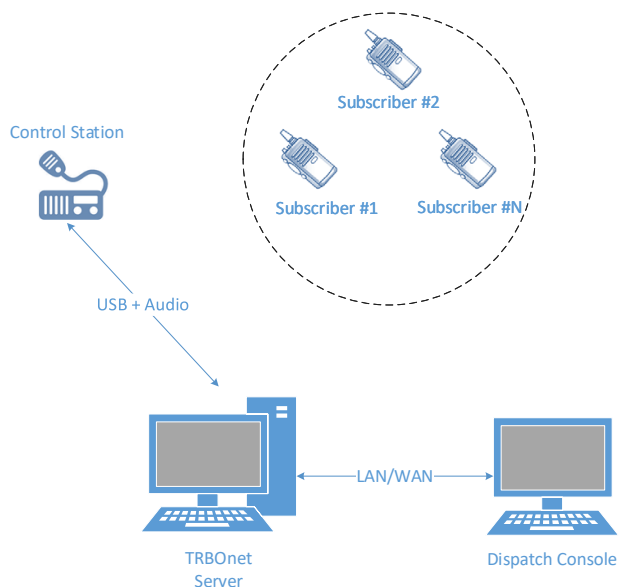 Subscriber #2
Control Station
Subscriber #1
Subscriber #N
USB + Audio
LAN/WAN
TRBOnet
Server
Dispatch Console